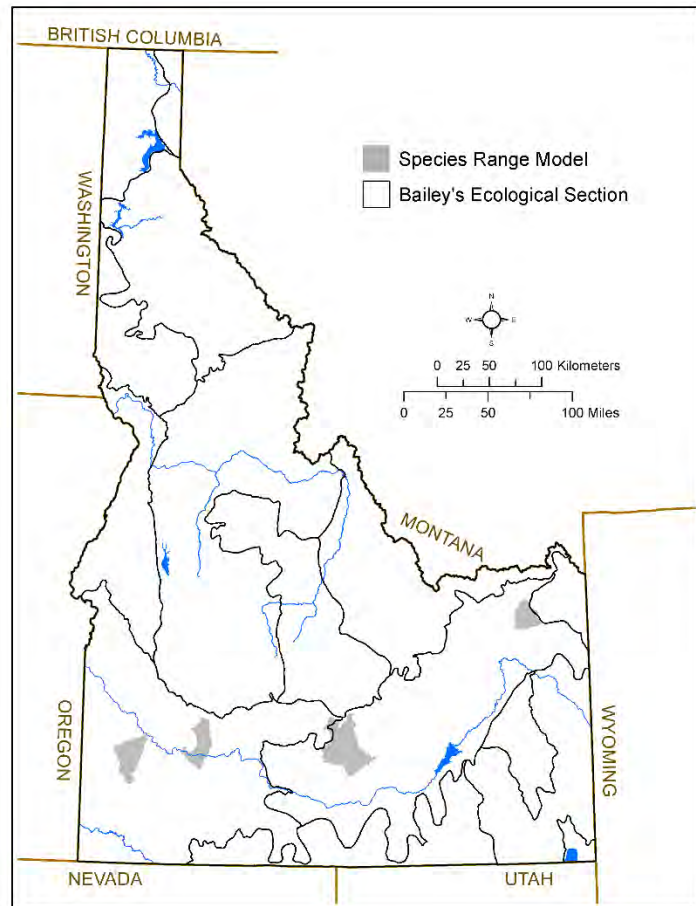 BRITISH COLUMBIA
WASHINGTON
Species Range Model
Bailey's Ecological Section
N
W E
S
0 25 50 100 Kilometers
0 25 50 100 Miles
MONTANA
OREGON
WYOMING
NEVADA
UTAH